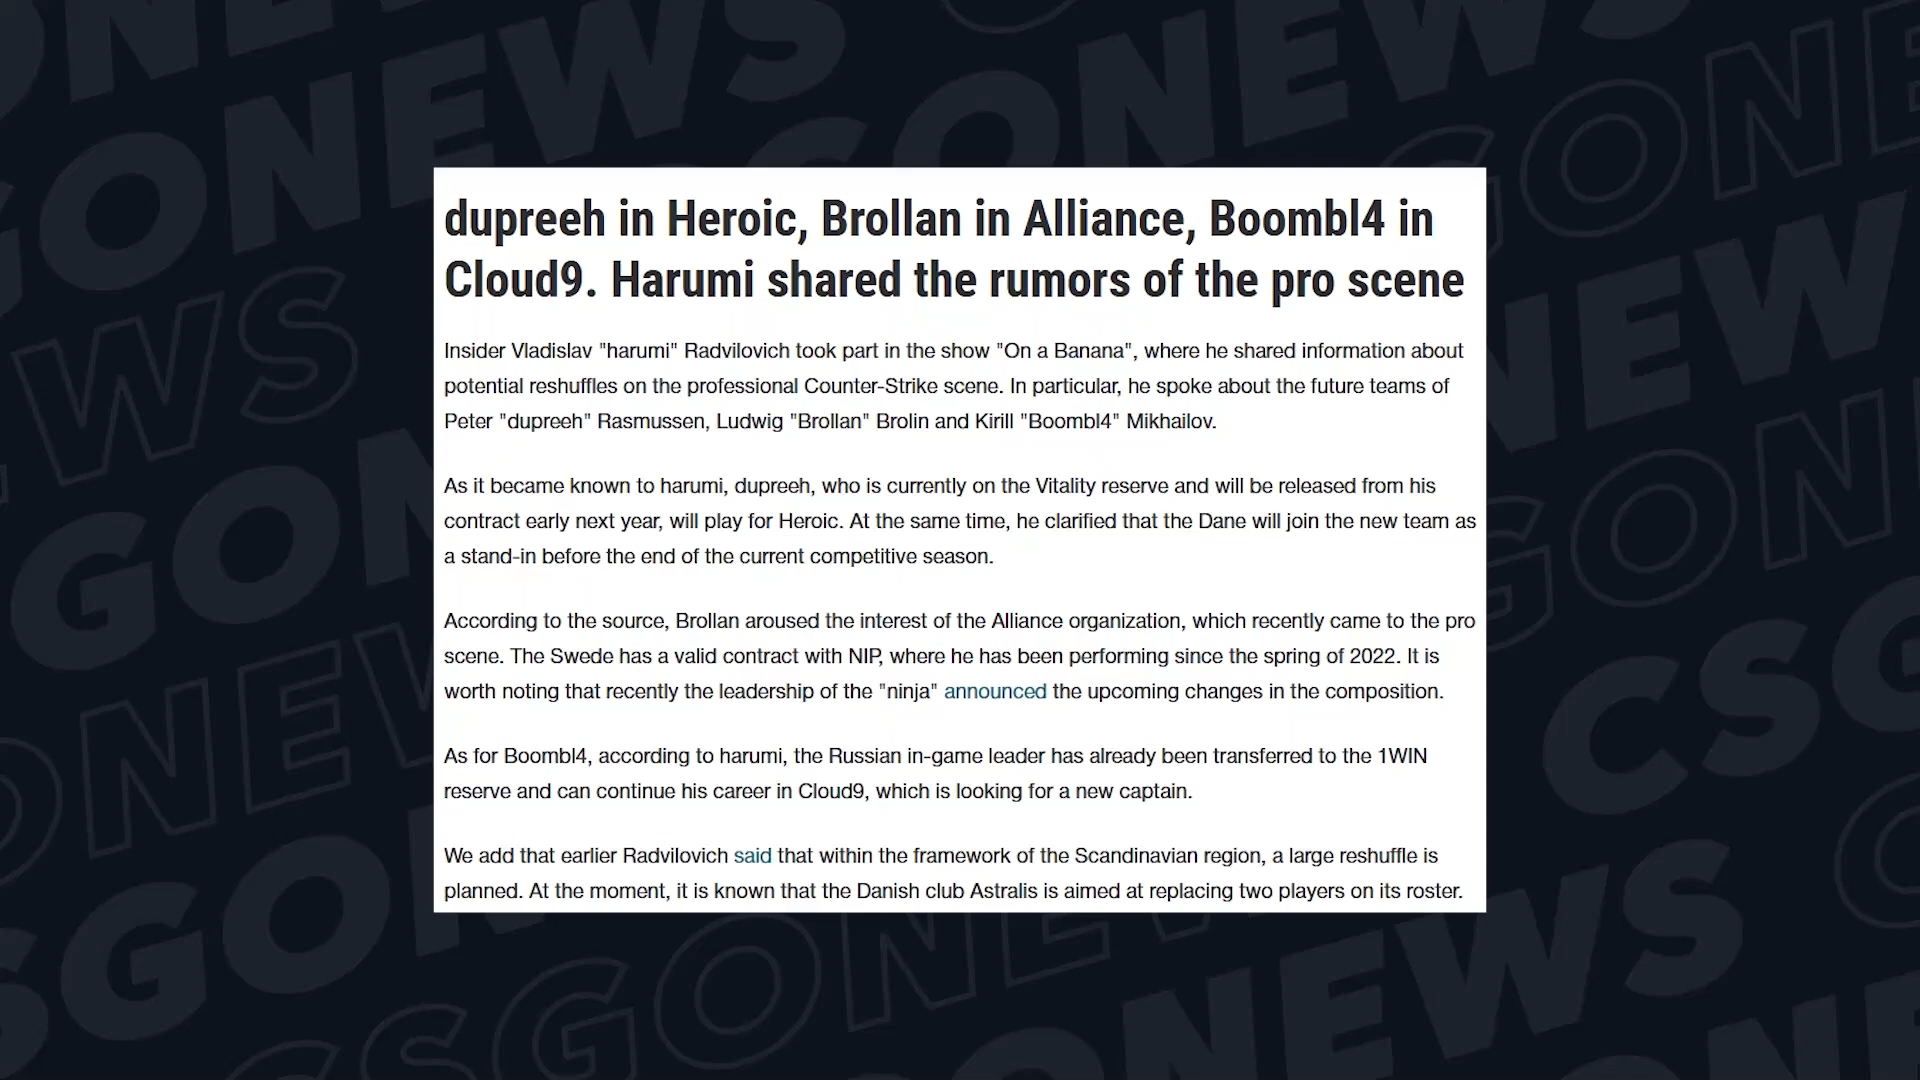 dupreeh in Heroic, Brollan in Alliance, Boombl4 in
Cloud9. Harumi shared the rumors of the pro scene
Insider Vladislav "harumi" Radvilovich took part in the show "On a Banana", where he shared information about
potential reshuffles on the professional Counter-Strike scene. In particular, he spoke about the future teams of
Peter "dupreeh" Rasmussen, Ludwig "Brollan" Brolin and Kirill "Boombl4" Mikhailov.
As it became known to harumi, dupreeh, who is currently on the Vitality reserve and will be released from his
contract early next year, will play for Heroic. At the same time, he clarified that the Dane will join the new team as
a stand-in before the end of the current competitive season.
According to the source, Brollan aroused the interest of the Alliance organization, which recently came to the pro
scene. The Swede has a valid contract with NIP, where he has been performing since the spring of 2022. It is
worth noting that recently the leadership of the "ninja" announced the upcoming changes in the composition.
As for Boombl4, according to harumi, the Russian in-game leader has already been transferred to the 1WIN
reserve and can continue his career in Cloud9, which is looking for a new captain.
We add that earlier Radvilovich said that within the framework of the Scandinavian region, a large reshuffle is
planned. At the moment, it is known that the Danish club Astralis is aimed at replacing two players on its roster.